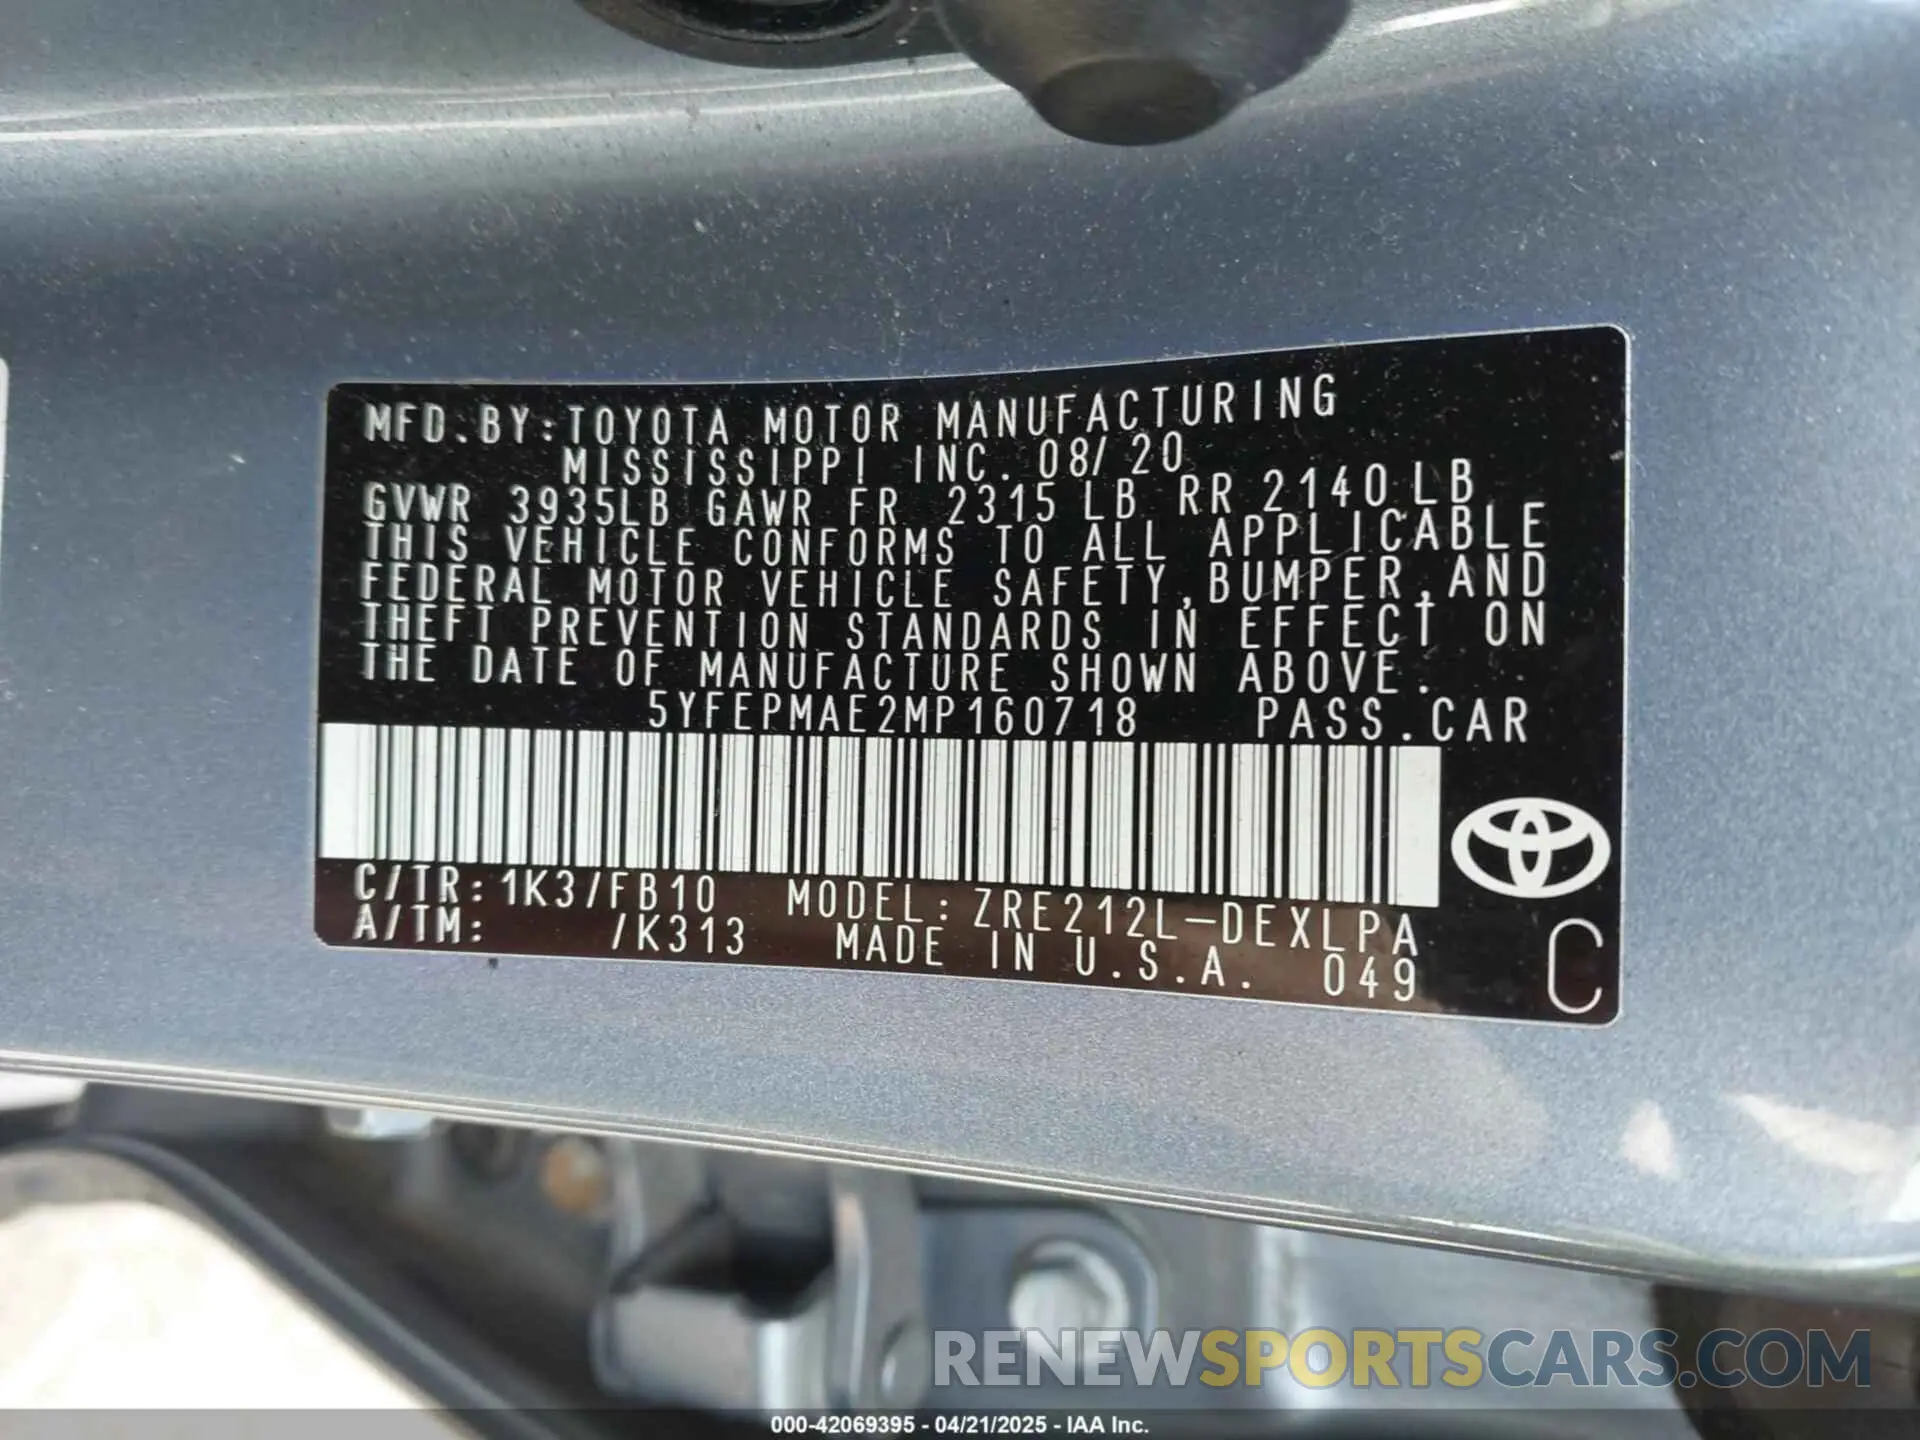 MFD.BY:TOYOTA MOTOR MANUFACTURING
MISSISSIPPI INC. 08/20
GVWR 3935LB GAWR FR 2315 LB RR 2140 LB
THIS VEHICLE CONFORMS TO ALL APPLICABLE
FEDERAL MOTOR VEHICLE SAFETY, BUMPER, AND
THEFT PREVENTION STANDARDS IN EFFECT ON
THE DATE OF MANUFACTURE SHOWN ABOVE.
5YFEPMAE2MP160718 PASS.CAR
C/TR: 1K3/FB10 MODEL: ZRE212L-DEXLPA
A/TM: /K313 MADE IN U.S.A. 049 C
RENEWSPORTSCARS.COM
000-42069395 - 04/21/2025 - IAA Inc.